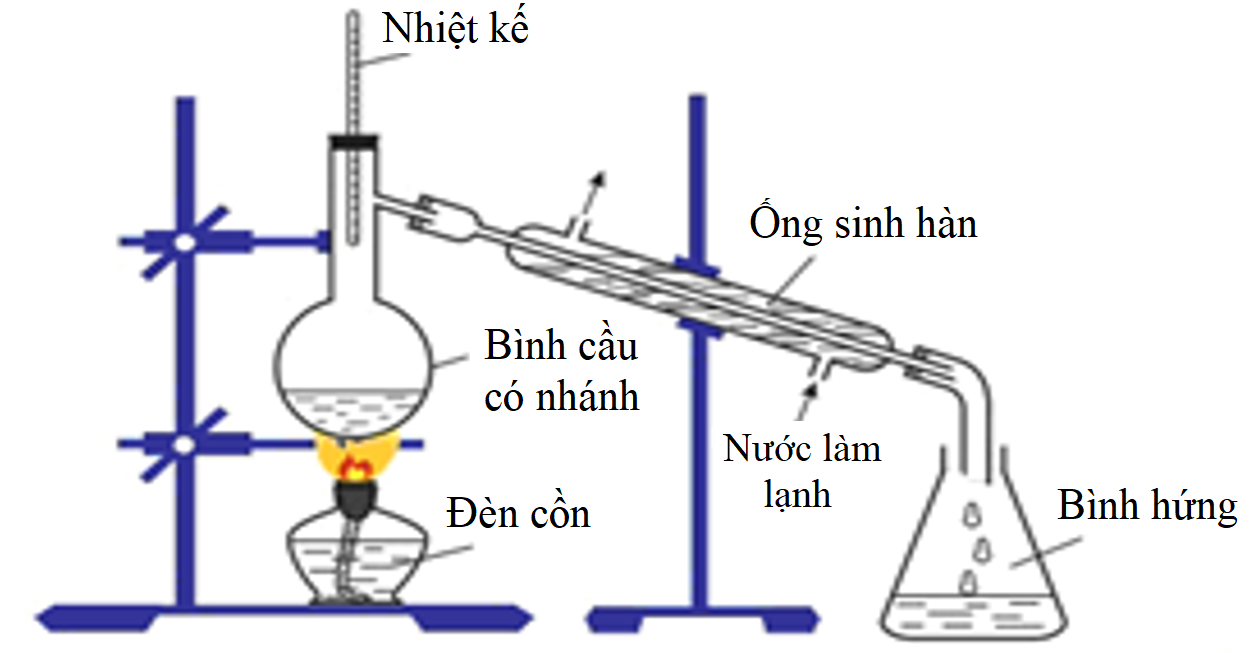 Nhiệt kế
Ống sinh hàn
Bình cầu
có nhánh
Nước làm
lạnh
Đèn cồn
Bình hứng